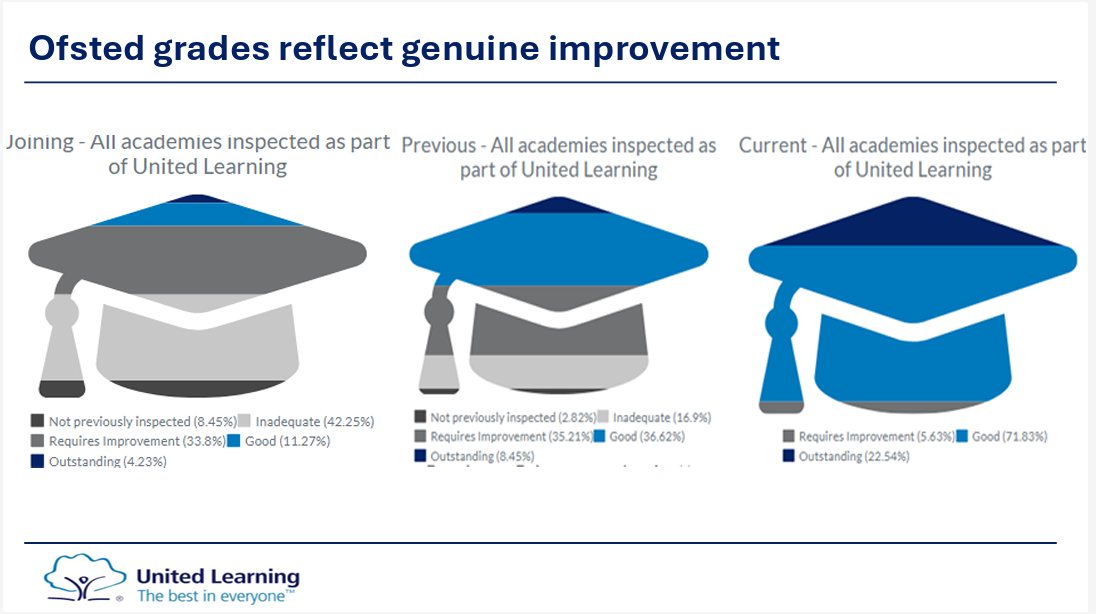 Ofsted grades reflect genuine improvement
Joining - All academies inspected as part
of United Learning
Previous - All academies inspected as
part of United Learning
Current - All academies inspected as part
of United Learning
Not previously inspected (8.45%) Inadequate (42.25%)
Requires Improvement (33.8%) Good (11.27%)
Outstanding (4.23%)
Not previously inspected (2.82%) Inadequate (16.9%)
Requires Improvement (35.21%) Good (36.62%)
Outstanding (8.45%)
Requires Improvement (5.63%) Good (71.83%)
Outstanding (22.54%)
United Learning
The best in everyone™
®